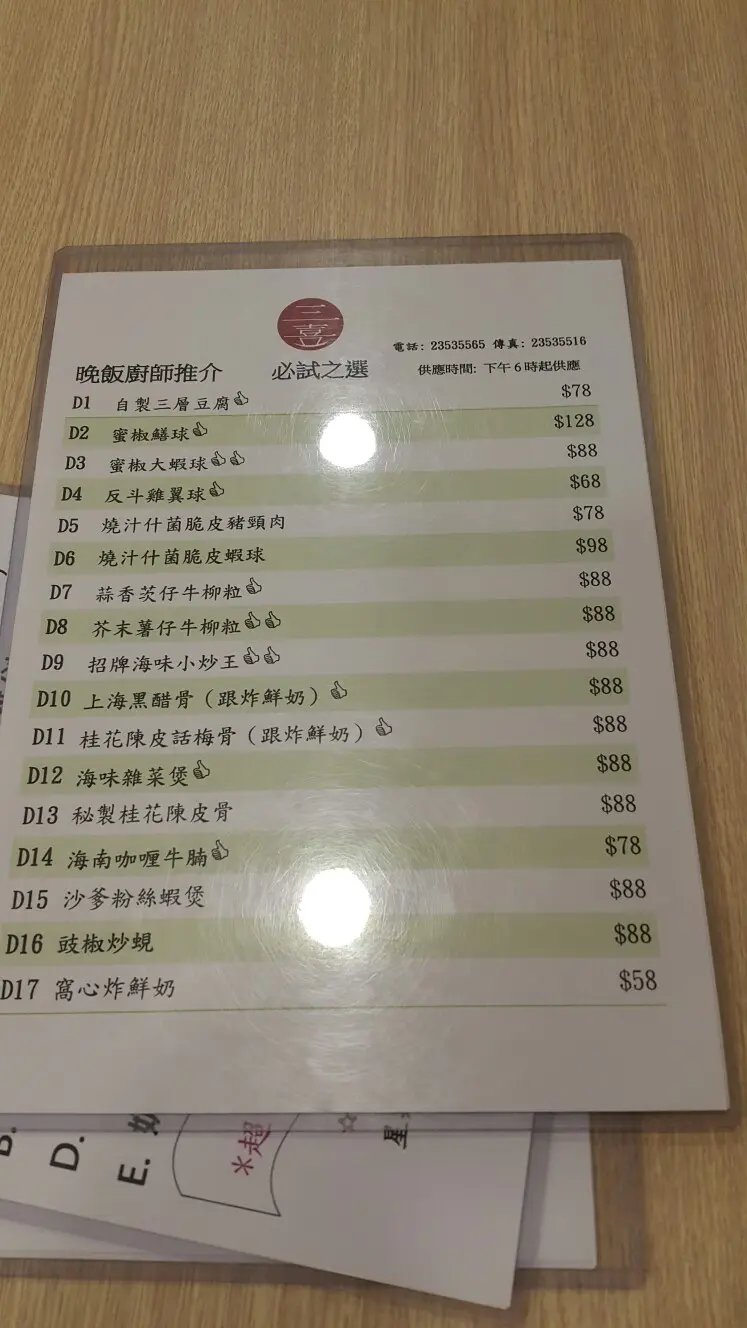 三喜
電話: 23535565 傳真: 23535516
晚飯廚師推介 必試之選 供應時間: 下午6時起供應
D1 自製三層豆腐👍 $78
D2 蜜椒鱔球👍 $128
D3 蜜椒大蝦球👍👍 $88
D4 反斗雞翼球👍 $68
D5 燒汁什菌脆皮豬頸肉 $78
D6 燒汁什菌脆皮蝦球 $98
D7 蒜香茨仔牛柳粒👍 $88
D8 芥末薯仔牛柳粒👍👍 $88
D9 招牌海味小炒王👍👍 $88
D10 上海黑醋骨（跟炸鮮奶）👍 $88
D11 桂花陳皮話梅骨（跟炸鮮奶）👍 $88
D12 海味雜菜煲👍 $88
D13 秘製桂花陳皮骨 $88
D14 海南咖喱牛腩👍 $78
D15 沙爹粉絲蝦煲 $88
D16 豉椒炒蜆 $88
D17 窩心炸鮮奶 $58
B.
D.
E.
*超
☆
星